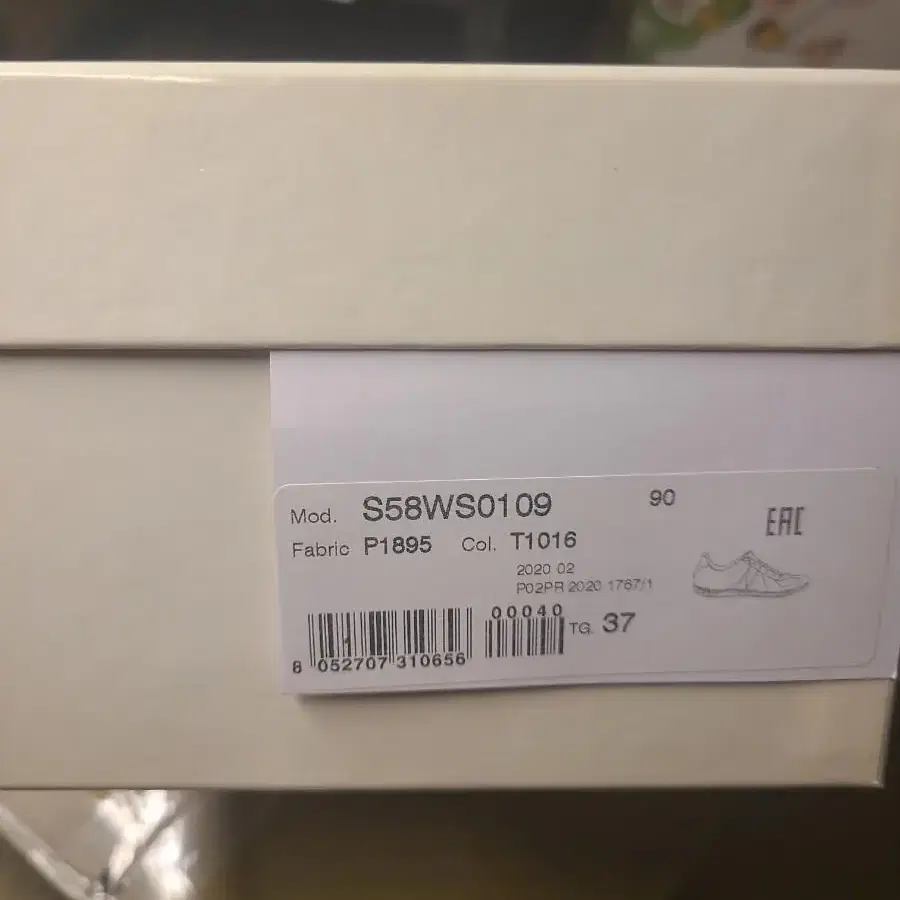 Mod. S58WS0109 90
EAC
Fabric P1895 Col. T1016
2020 02
P02PR 2020 1767/1
00040
TG. 37
8 052707 310656